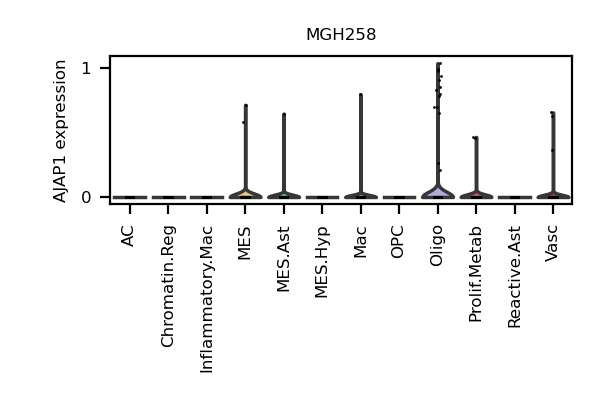 MGH258
AJAP1 expression
1
0
AC
Chromatin.Reg
Inflammatory.Mac
MES
MES.Ast
MES.Hyp
Mac
OPC
Oligo
Prolif.Metab
Reactive.Ast
Vasc